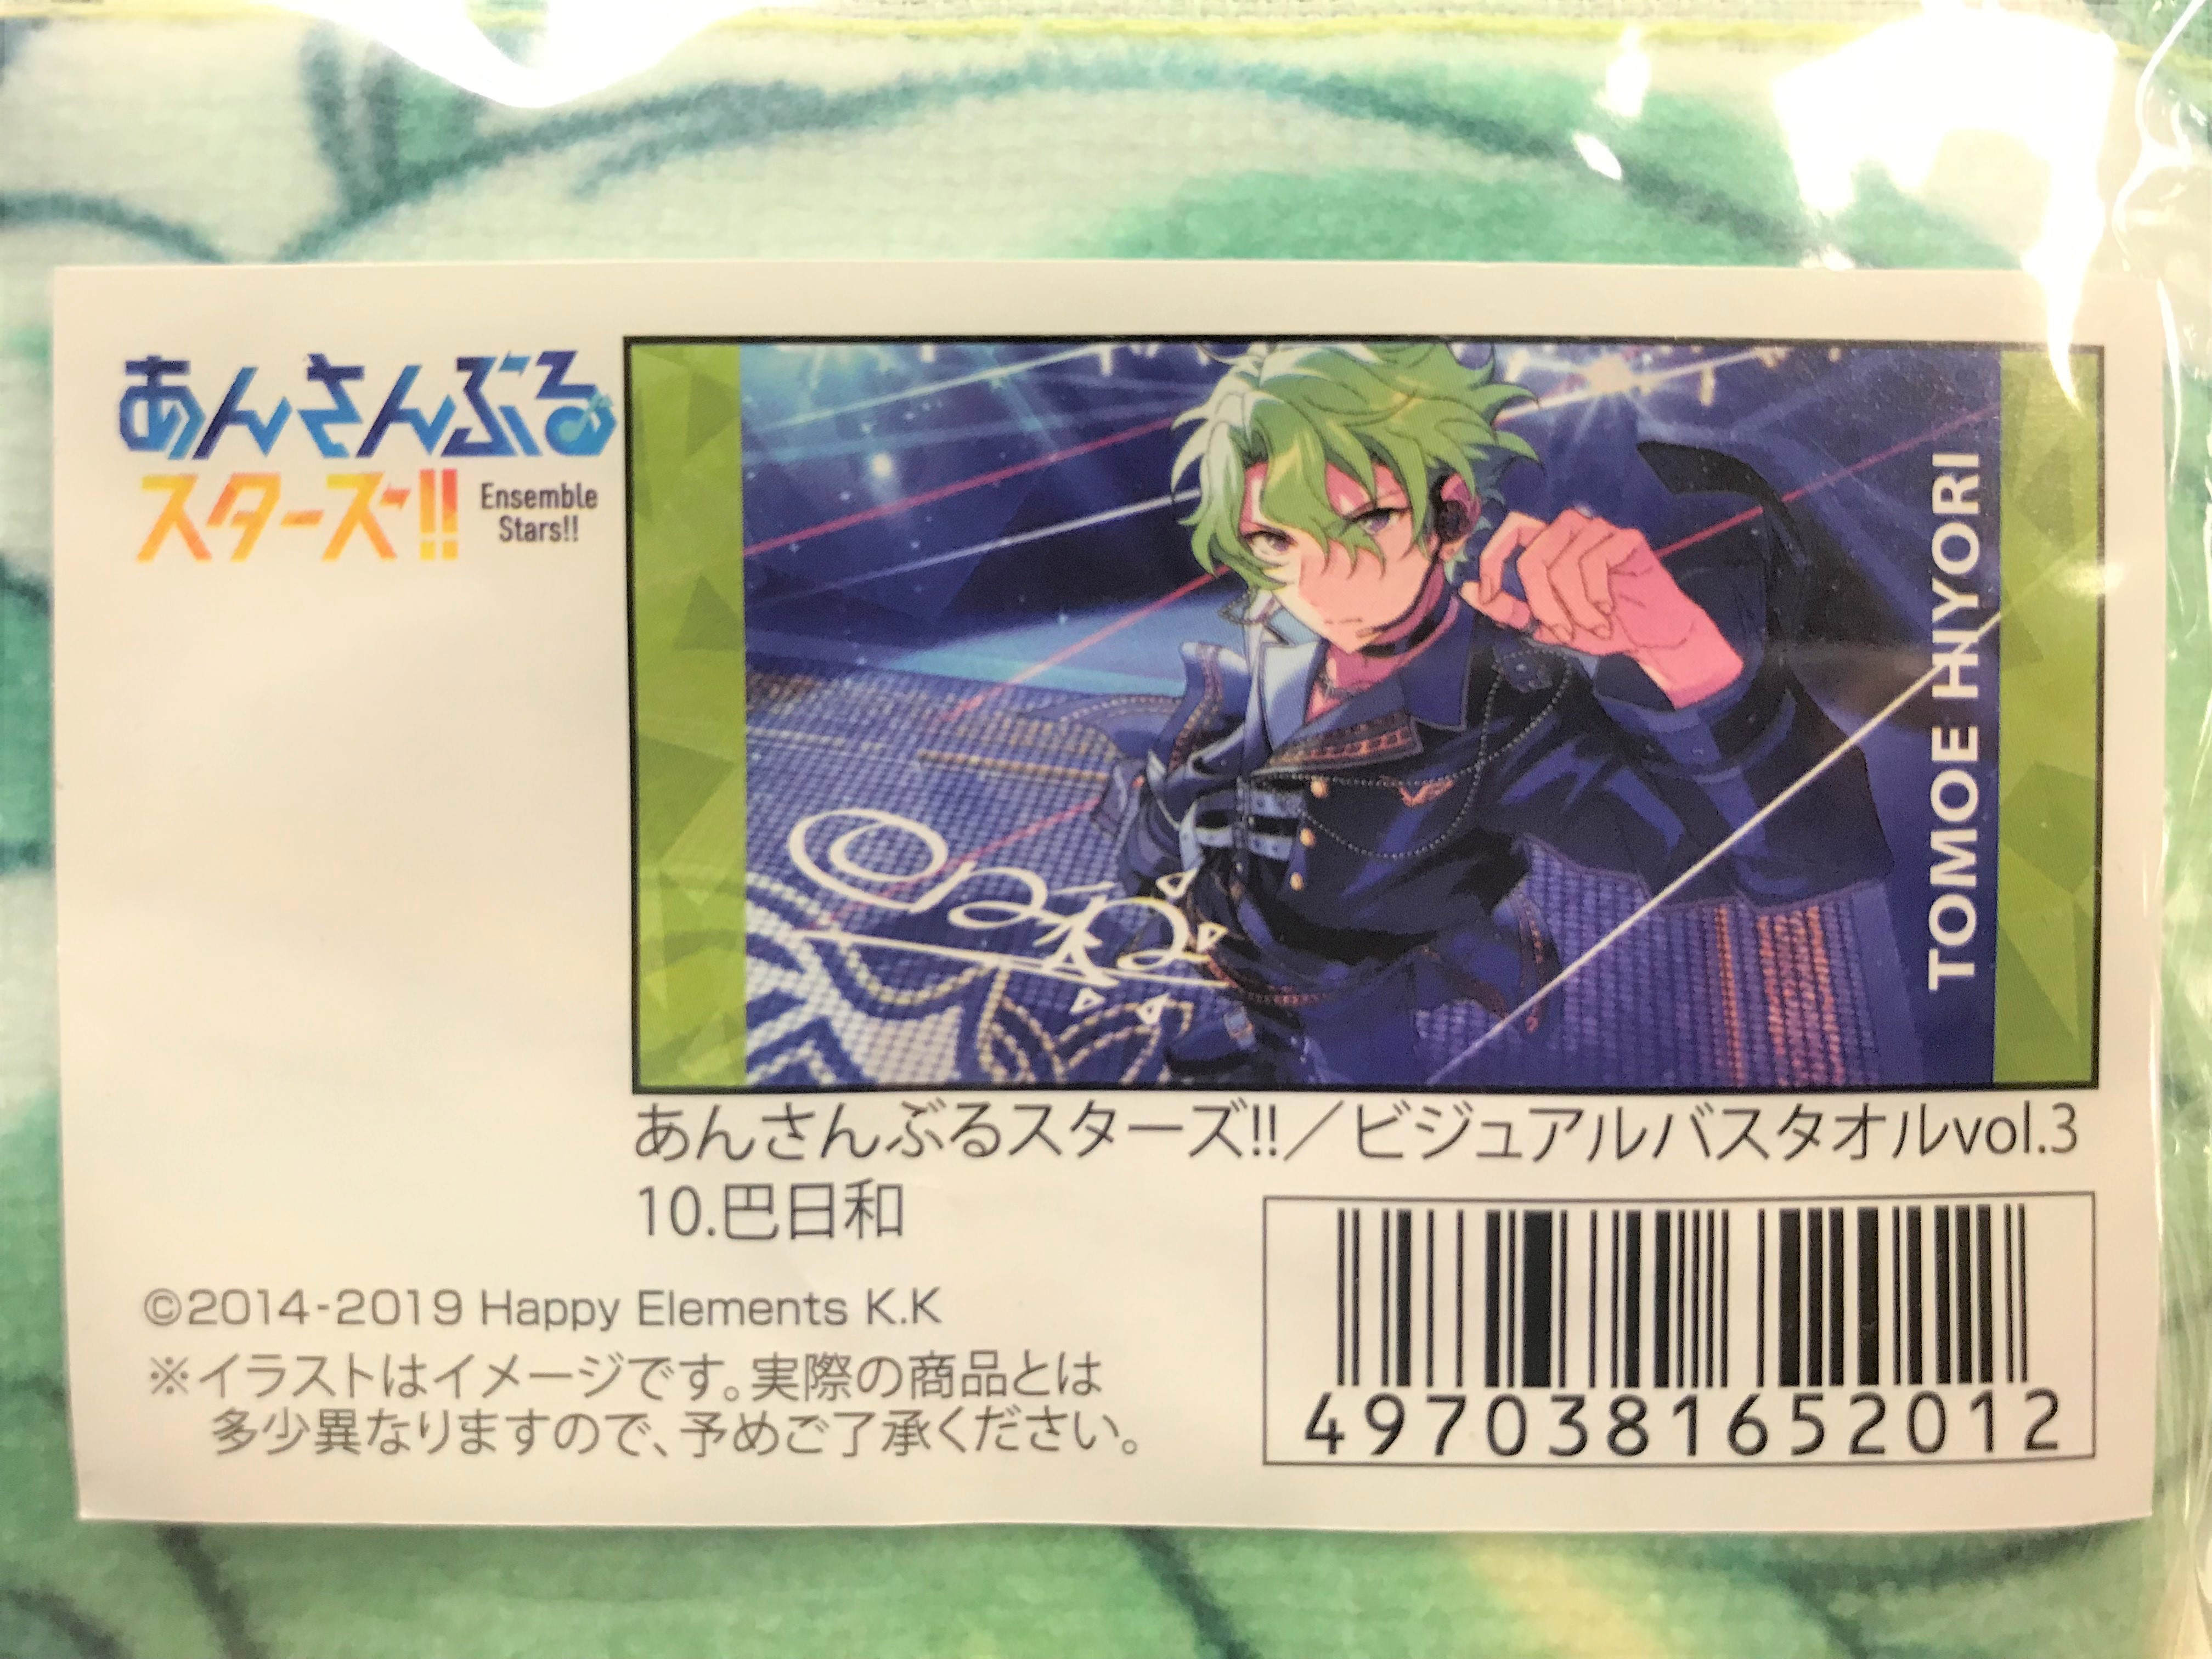 あんさんぶる
スターズ!!
Ensemble
Stars!!
TOMOE HIYORI
あんさんぶるスターズ!!／ビジュアルバスタオルvol.3
10.巴日和
©2014-2019 Happy Elements K.K
※イラストはイメージです。実際の商品とは
多少異なりますので、予めご了承ください。
4970381652012